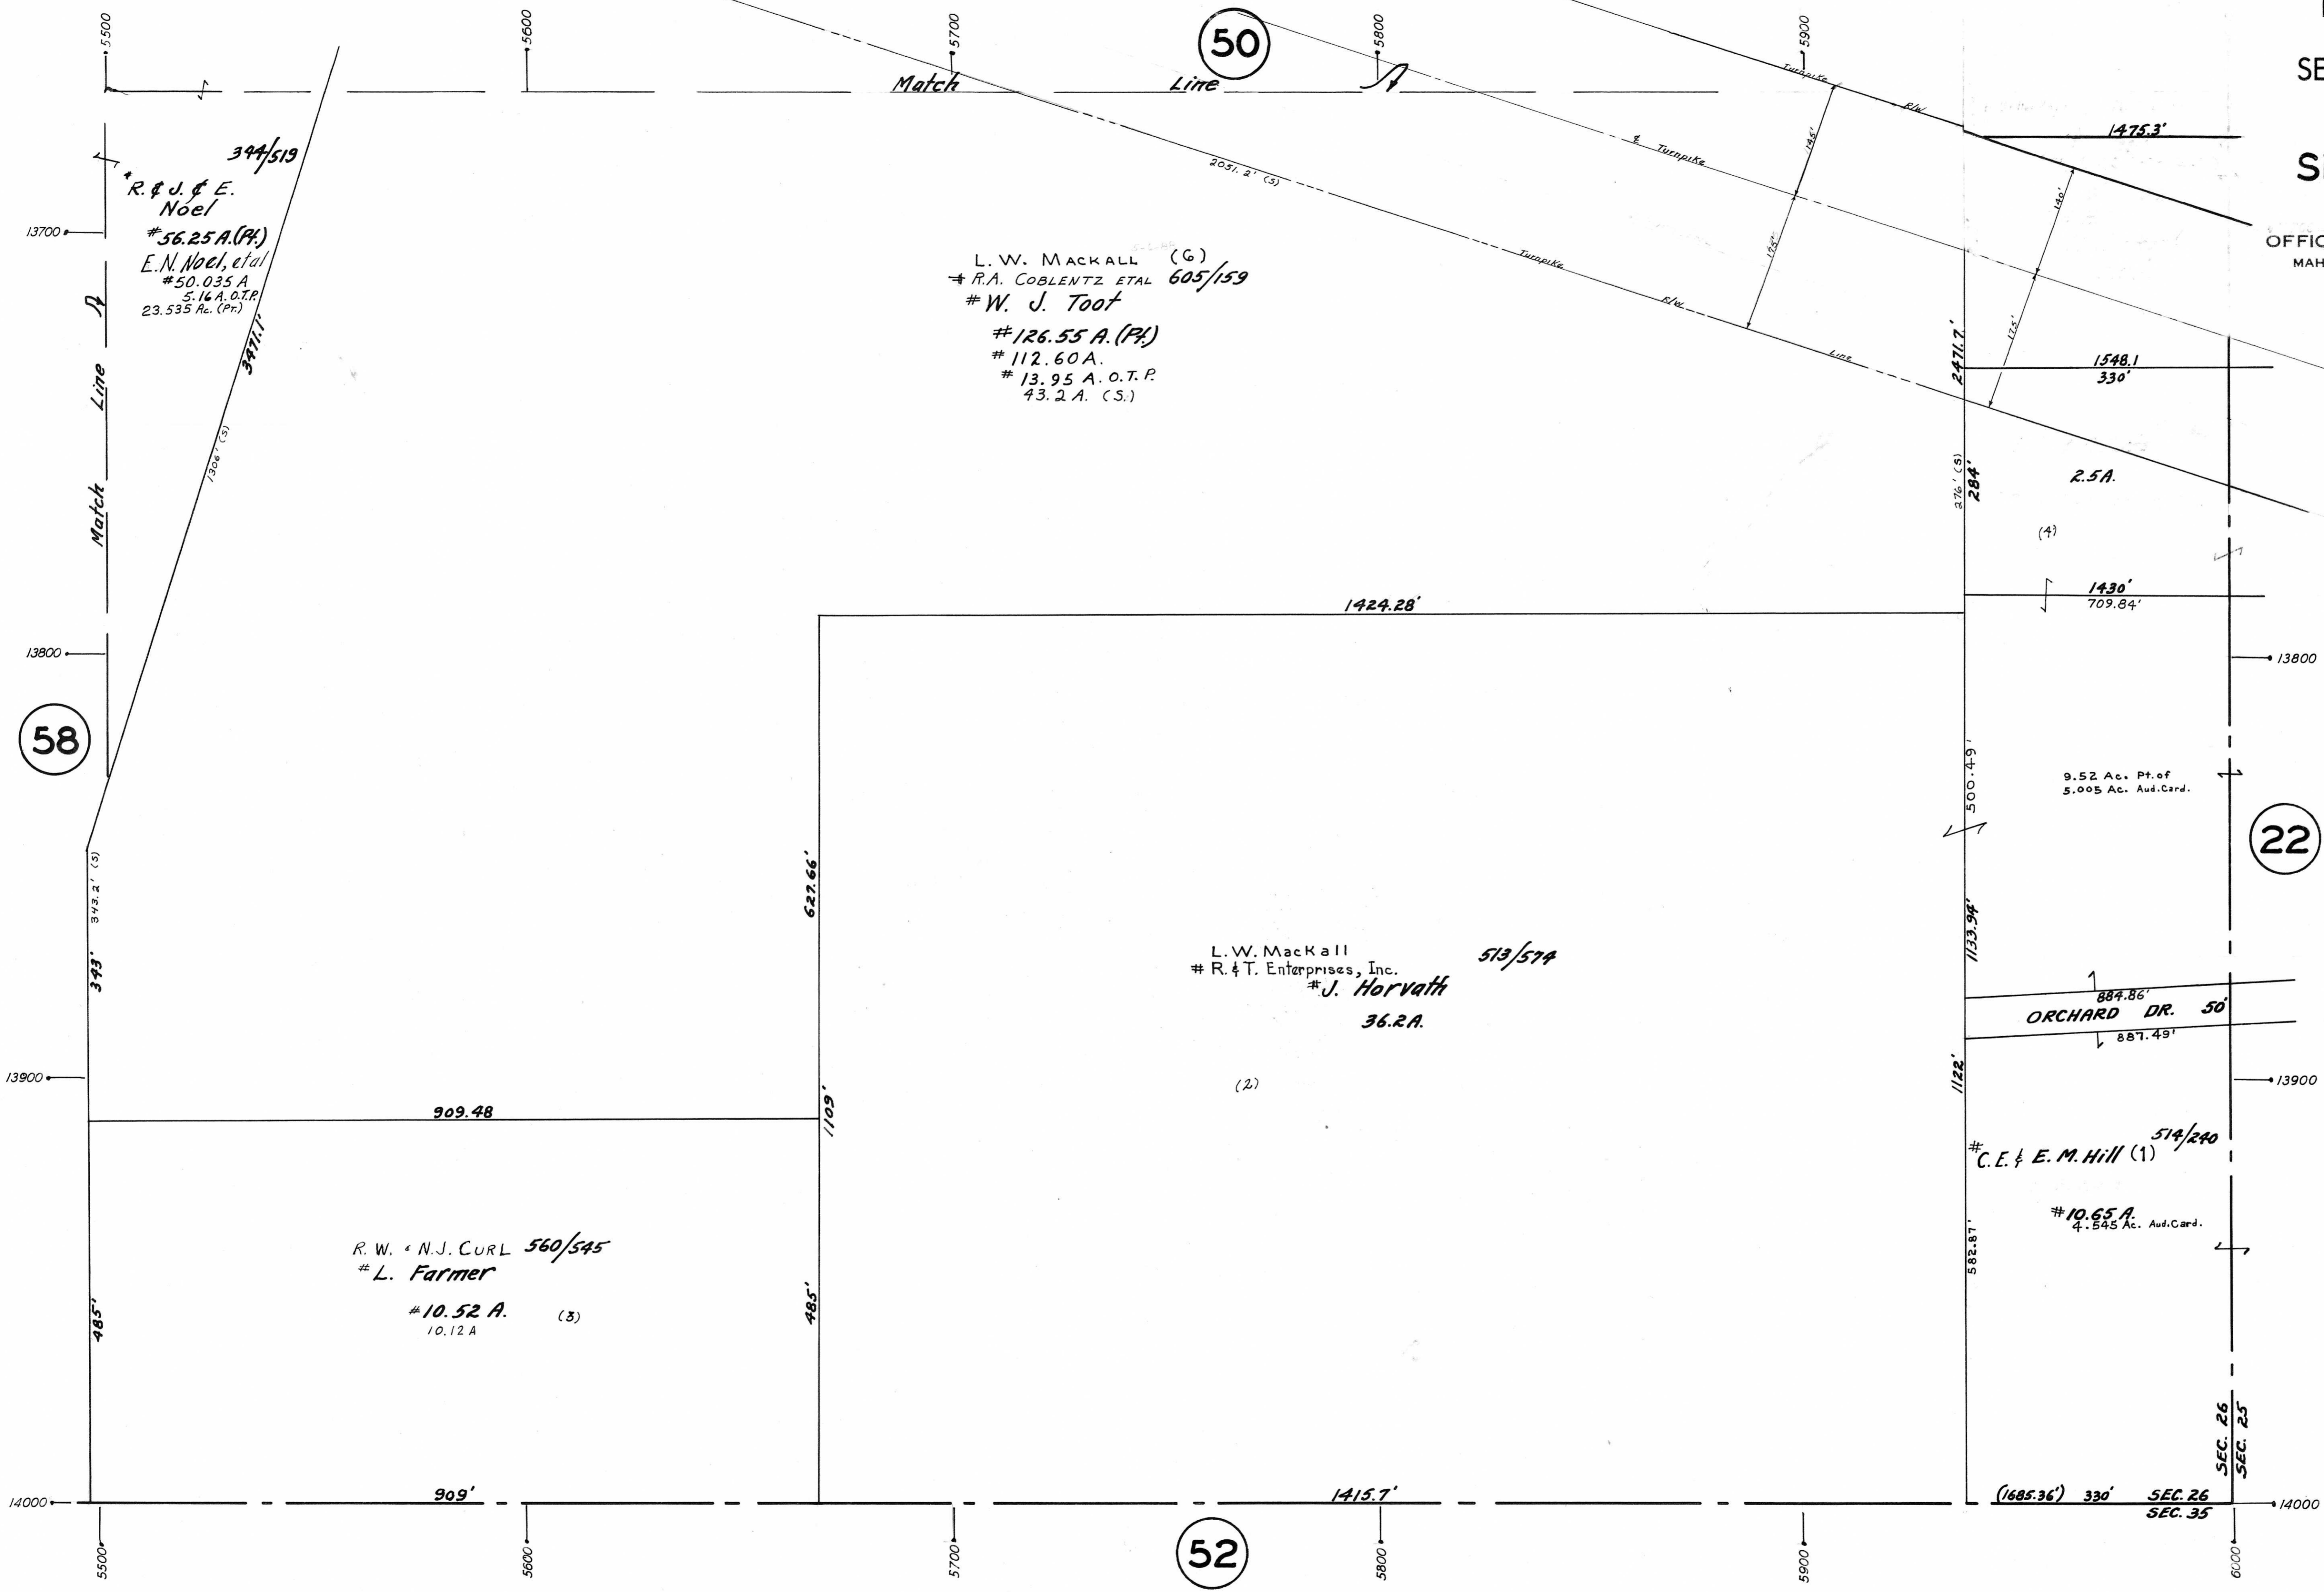 5500
5600
5700
50
5800
5900
Match Line
Turnpike
R/W
SE
1475.3'
S
OFFIC
MAH
344/519
R. & J. & E.
Noel
#56.25 A.(Pt.)
E.N. Noel, etal
#50.035 A
5.16 A. O.T.P.
23.535 Ac. (Pt.)
3471.1'
1306' (S)
Match Line
13700
L. W. MACKALL (6)
# R.A. COBLENTZ ETAL 605/159
# W. J. Toot
#126.55 A.(Pt.)
# 112.60 A.
# 13.95 A. O.T.P.
43.2 A. (S.)
2051.2' (S)
Turnpike
R/W
Line
℄ Turnpike
145'
175'
140'
175'
2471.7'
1548.1
330'
276' (S)
284'
2.5A.
(4)
1430'
709.84'
1424.28'
13800
13800
58
22
500.49'
9.52 Ac. Pt.of
5.005 Ac. Aud.Card.
343.2' (S)
343'
627.66'
1133.94'
L.W. MacKall 513/574
# R.&T. Enterprises, Inc.
#J. Horvath
36.2A.
(2)
884.86'
ORCHARD DR. 50'
887.49'
1122'
13900
13900
909.48
1109'
514/240
# C.E. & E.M. Hill (1)
#10.65 A.
4.545 Ac. Aud.Card.
582.87'
R. W. & N.J. CURL 560/545
# L. Farmer
#10.52 A. (3)
10.12 A
485'
485'
SEC. 26
SEC. 25
14000
909'
1415.7'
(1685.36') 330' SEC. 26
SEC. 35
14000
5500
5600
5700
52
5800
5900
6000